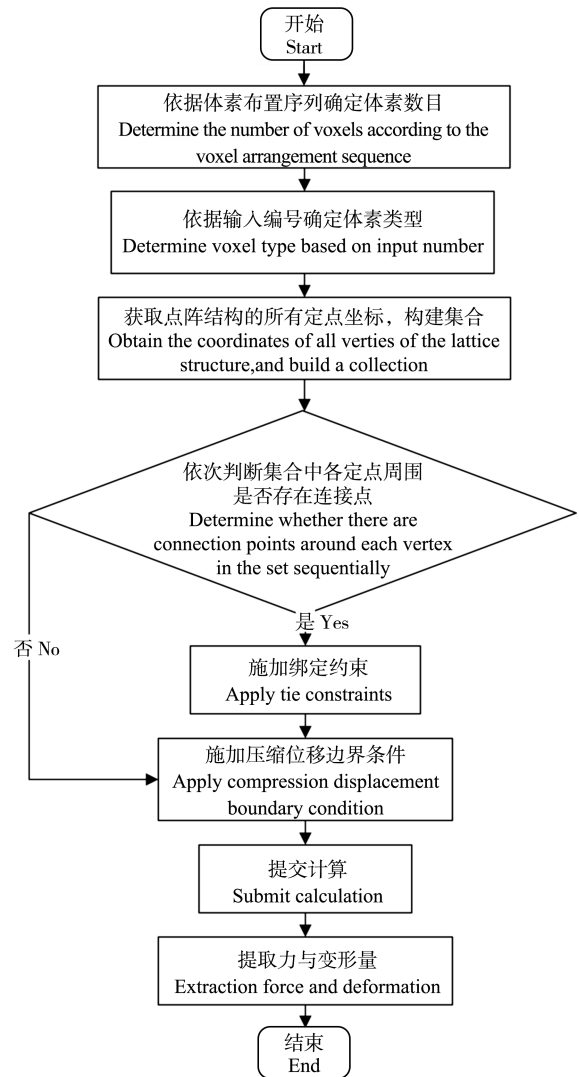 开始
Start
依据体素布置序列确定体素数目
Determine the number of voxels according to the
voxel arrangement sequence
依据输入编号确定体素类型
Determine voxel type based on input number
获取点阵结构的所有定点坐标，构建集合
Obtain the coordinates of all verties of the lattice
structure,and build a collection
依次判断集合中各定点周围
是否存在连接点
Determine whether there are
connection points around each vertex
in the set sequentially
是 Yes
否 No
施加绑定约束
Apply tie constraints
施加压缩位移边界条件
Apply compression displacement
boundary condition
提交计算
Submit calculation
提取力与变形量
Extraction force and deformation
结束
End